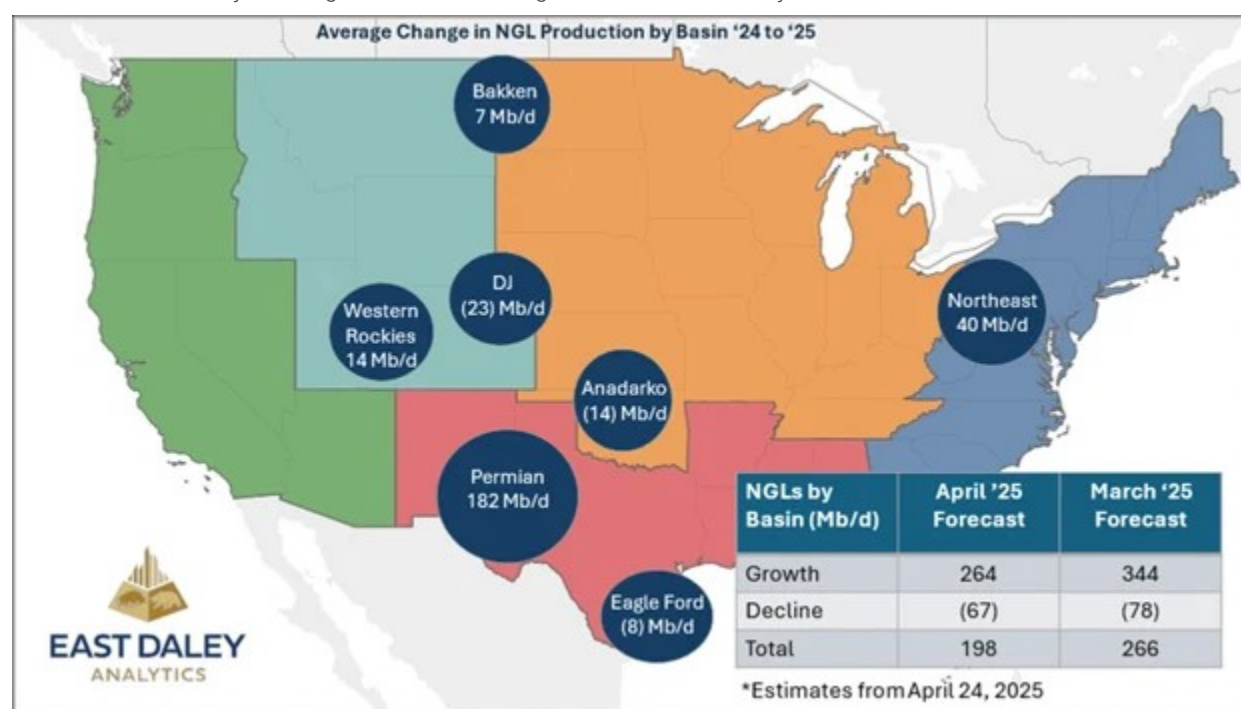 Average Change in NGL Production by Basin ‘24 to ‘25
Bakken
7 Mb/d
DJ
(23) Mb/d
Western
Rockies
14 Mb/d
Northeast
40 Mb/d
Anadarko
(14) Mb/d
Permian
182 Mb/d
Eagle Ford
(8) Mb/d
NGLs by Basin (Mb/d) April ’25 Forecast March ‘25 Forecast
Growth 264 344
Decline (67) (78)
Total 198 266
*Estimates from April 24, 2025
EAST DALEY
ANALYTICS